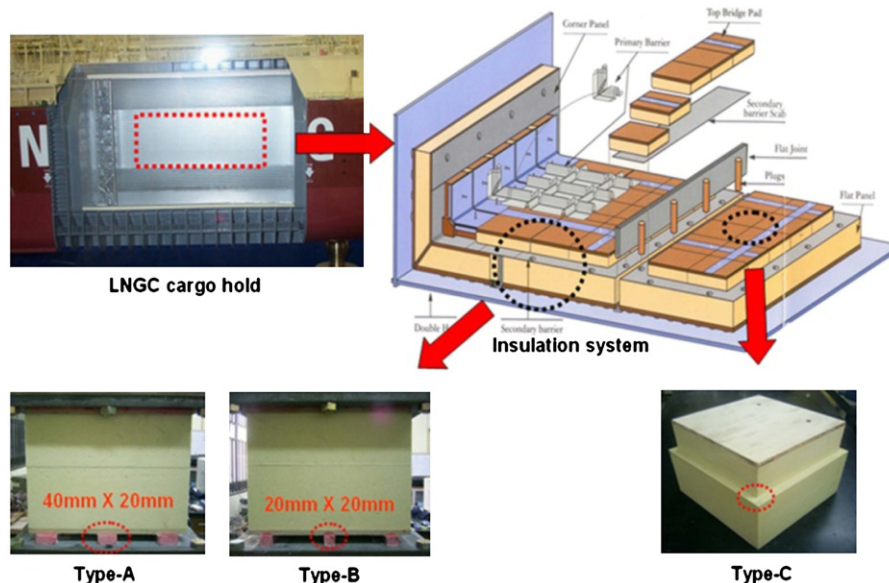 N
LNGC cargo hold
Corner Panel
Primary Barrier
Top Bridge Pad
Secondary
barrier Scab
Flat Joint
Plugs
Flat Panel
Double H
Secondary barrier
Insulation system
40mm X 20mm
Type-A
20mm X 20mm
Type-B
Type-C